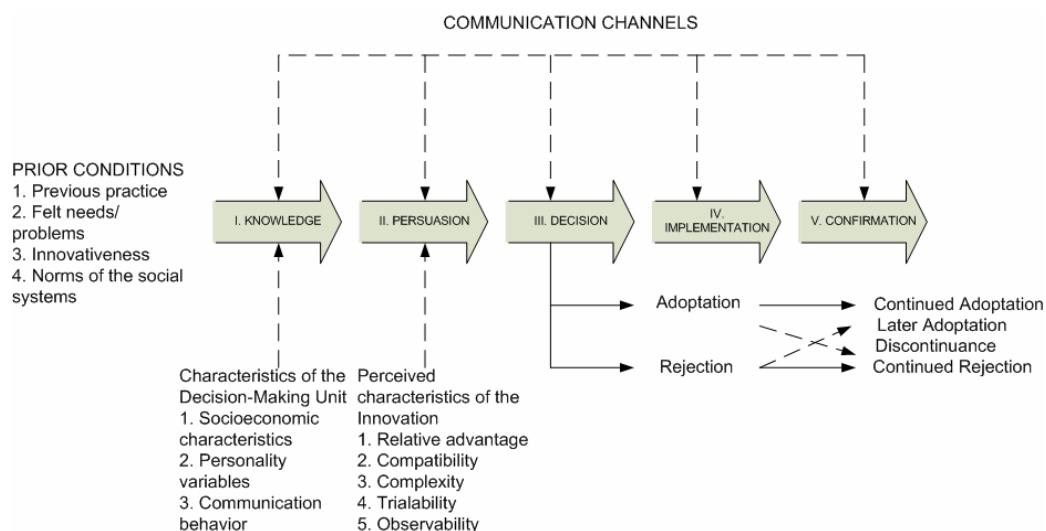 COMMUNICATION CHANNELS
PRIOR CONDITIONS
1. Previous practice
2. Felt needs/
problems
3. Innovativeness
4. Norms of the social
systems
I. KNOWLEDGE
II. PERSUASION
III. DECISION
IV.
IMPLEMENTATION
V. CONFIRMATION
Adoptation
Rejection
Continued Adoptation
Later Adoptation
Discontinuance
Continued Rejection
Characteristics of the
Decision-Making Unit
1. Socioeconomic
characteristics
2. Personality
variables
3. Communication
behavior
Perceived
characteristics of the
Innovation
1. Relative advantage
2. Compatibility
3. Complexity
4. Trialability
5. Observability